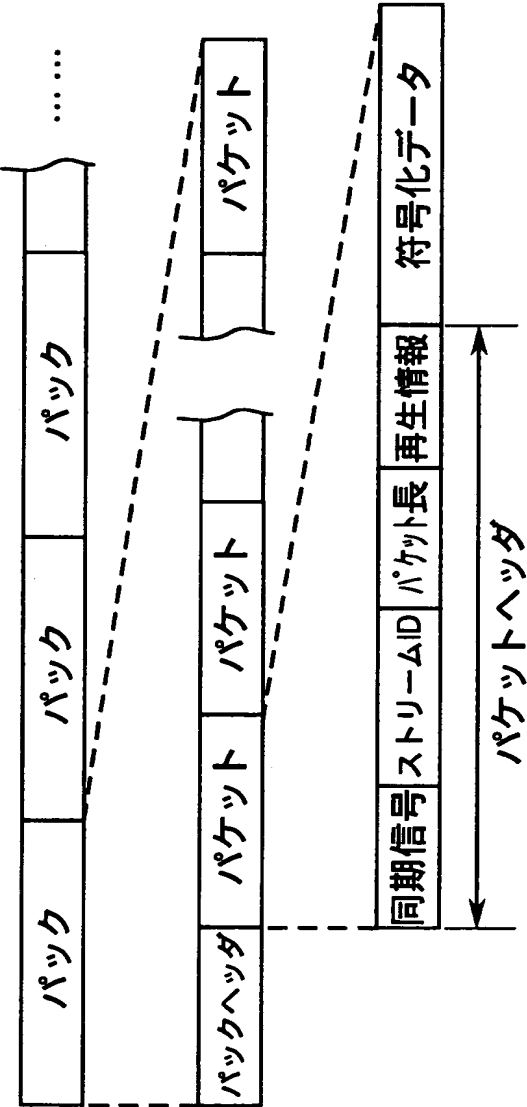 パック
パック
パック
……
パックヘッダ
パケット
パケット
パケット
同期信号
ストリームID
パケット長
再生情報
符号化データ
パケットヘッダ